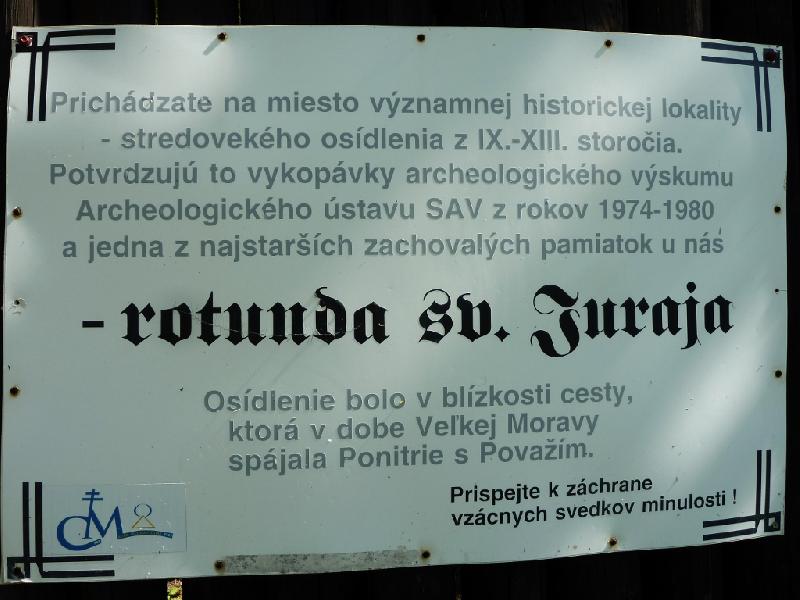 Prichádzate na miesto významnej historickej lokality
- stredovekého osídlenia z IX.-XIII. storočia.
Potvrdzujú to vykopávky archeologického výskumu
Archeologického ústavu SAV z rokov 1974-1980
a jedna z najstarších zachovalých pamiatok u nás
- rotunda sv. Juraja
Osídlenie bolo v blízkosti cesty,
ktorá v dobe Veľkej Moravy
spájala Ponitrie s Považím.
Prispejte k záchrane
vzácnych svedkov minulosti !
CM